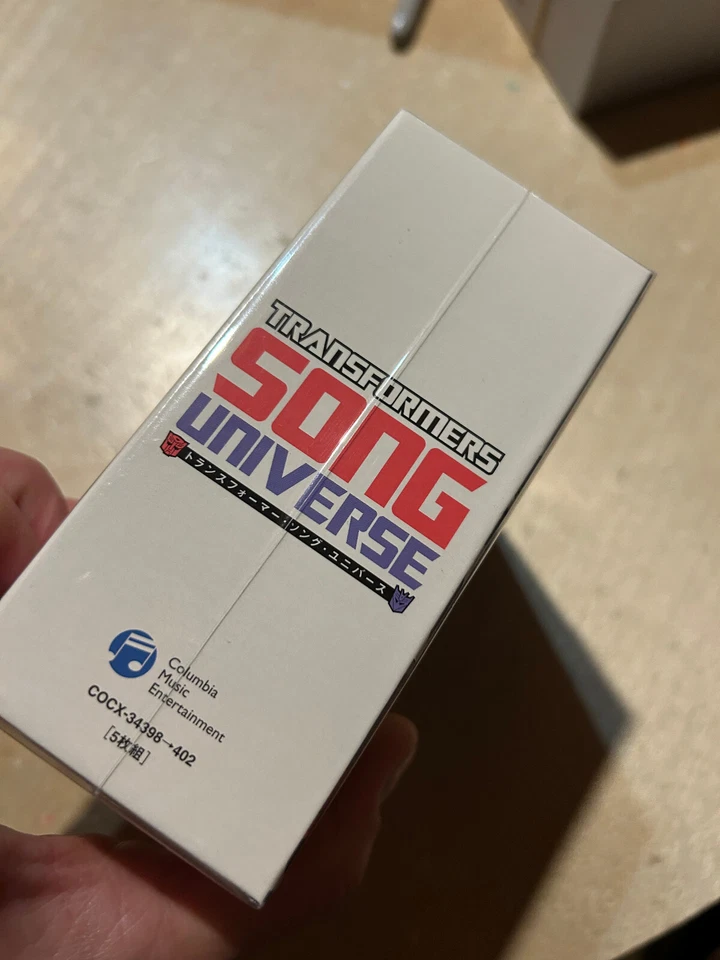 TRANSFORMERS
SONG
UNIVERSE
トランスフォーマー・ソング・ユニバース
Columbia
Music
Entertainment
COCX-34398→402
[5枚組]